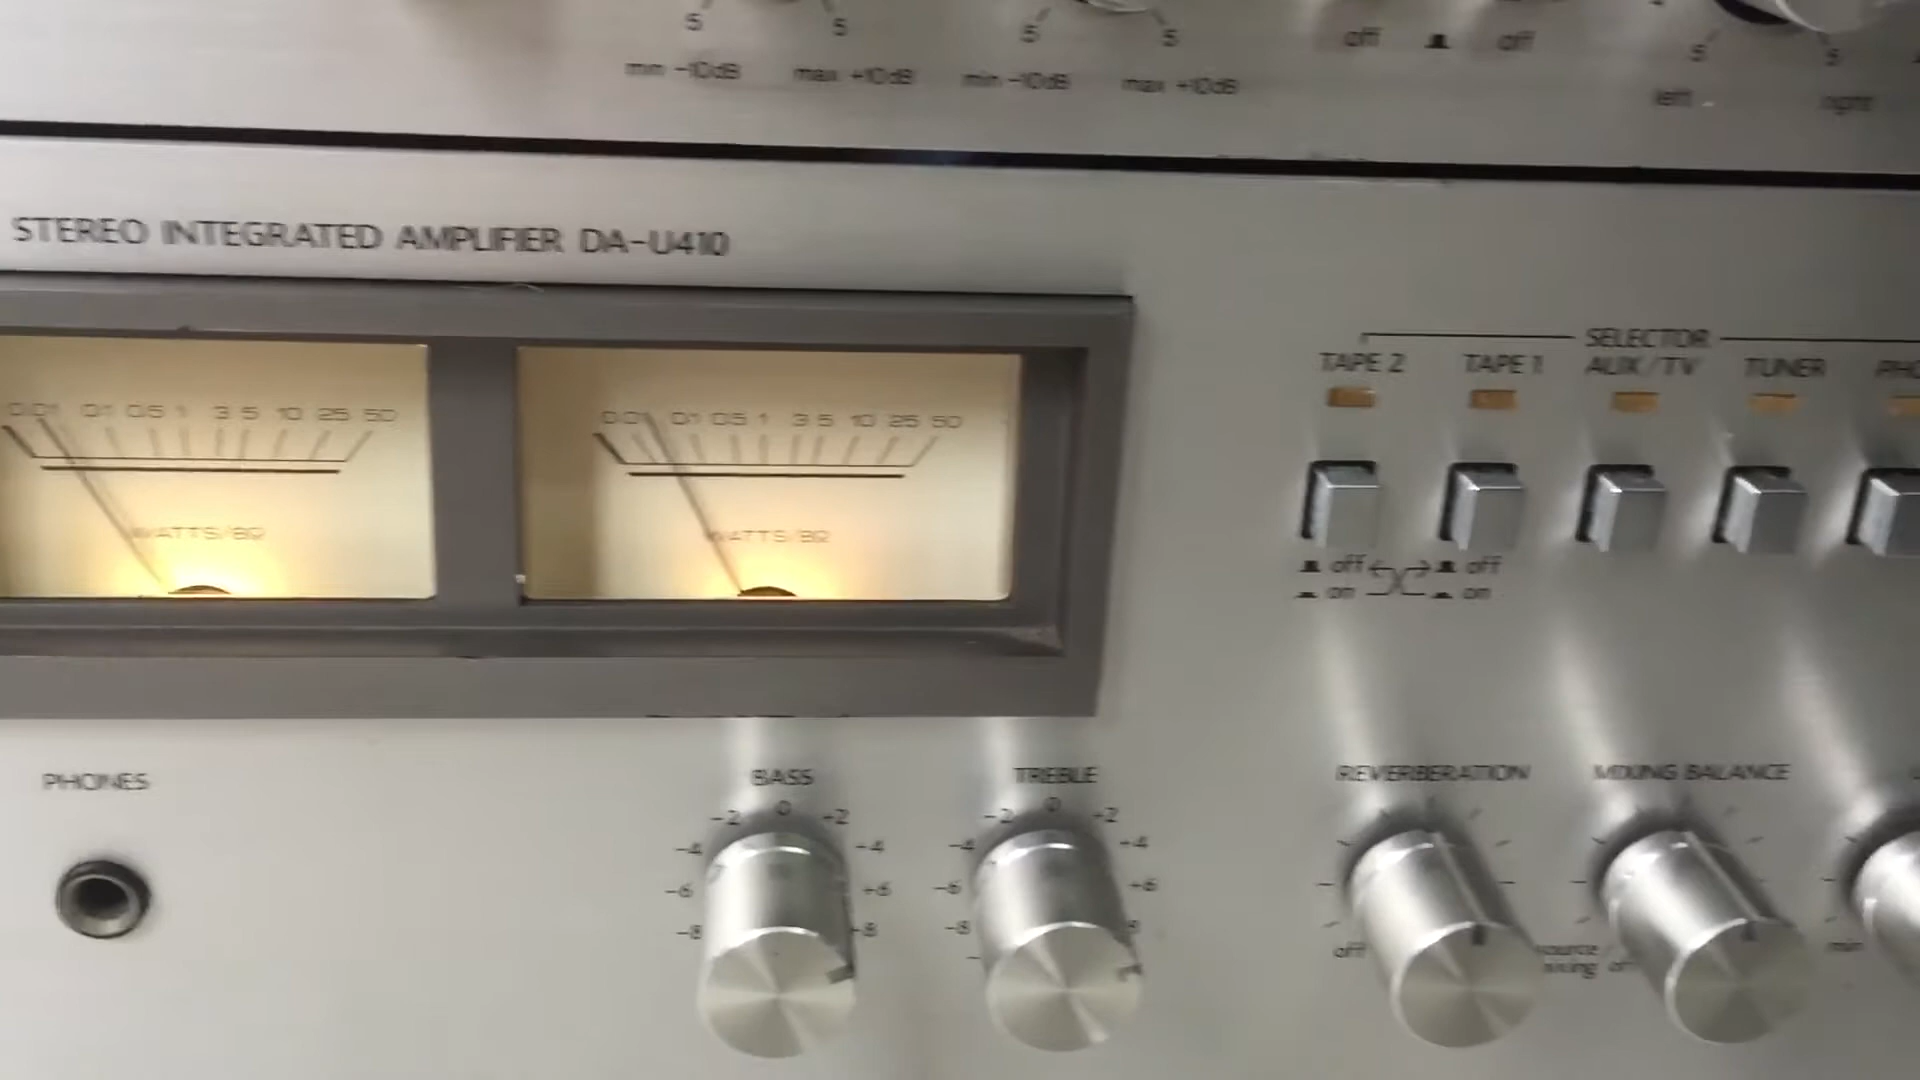 5 5 5 5 off off 5 5
min -10dB max +10dB min -10dB max +10dB left right
STEREO INTEGRATED AMPLIFIER DA-U410
SELECTOR
TAPE 2 TAPE 1 AUX/TV TUNER PHO
0 0.01 0.1 0.5 1 3 5 10 25 50
0 0.01 0.1 0.5 1 3 5 10 25 50
WATTS/8Ω WATTS/8Ω
off off
on on
PHONES BASS TREBLE REVERBERATION MIXING BALANCE
-2 0 +2 -2 0 +2
-4 +4 -4 +4
-6 +6 -6 +6
-8 +8 -8 8
off source mixing min